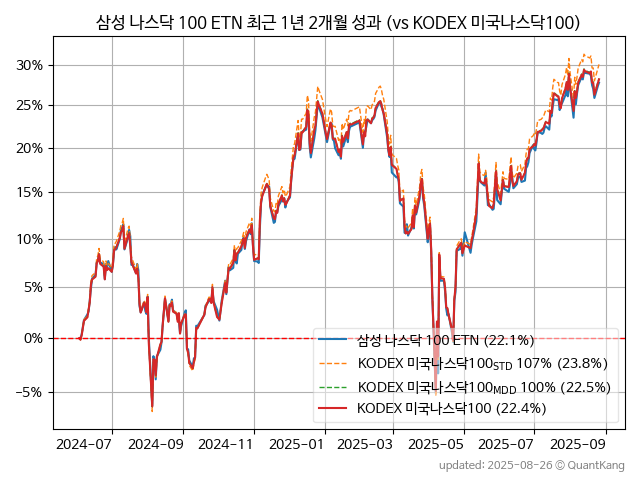 삼성 나스닥 100 ETN 최근 1년 2개월 성과 (vs KODEX 미국나스닥100)
30%
25%
20%
15%
10%
5%
0%
−5%
삼성 나스닥 100 ETN (22.1%)
KODEX 미국나스닥100STD 107% (23.8%)
KODEX 미국나스닥100MDD 100% (22.5%)
KODEX 미국나스닥100 (22.4%)
2024-07 2024-09 2024-11 2025-01 2025-03 2025-05 2025-07 2025-09
updated: 2025-08-26 © QuantKang